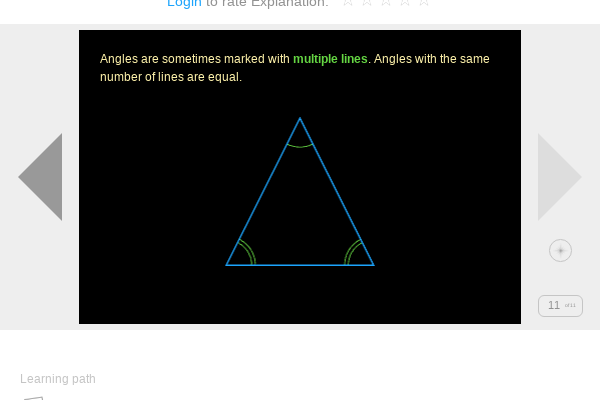 Login to rate Explanation:
Angles are sometimes marked with multiple lines. Angles with the same
number of lines are equal.
11 of 11
Learning path